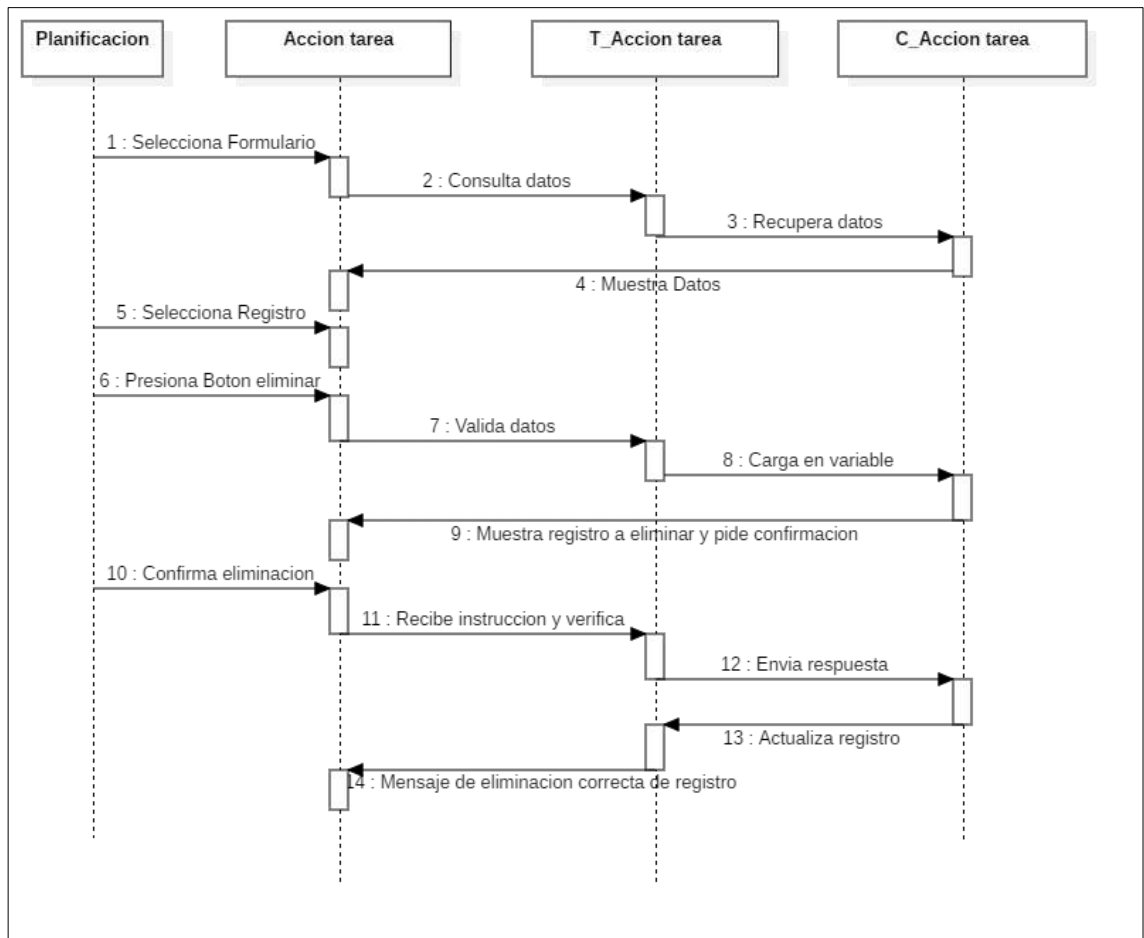 Planificacion
Accion tarea
T_Accion tarea
C_Accion tarea
1 : Selecciona Formulario
2 : Consulta datos
3 : Recupera datos
4 : Muestra Datos
5 : Selecciona Registro
6 : Presiona Boton eliminar
7 : Valida datos
8 : Carga en variable
9 : Muestra registro a eliminar y pide confirmacion
10 : Confirma eliminacion
11 : Recibe instruccion y verifica
12 : Envia respuesta
13 : Actualiza registro
14 : Mensaje de eliminacion correcta de registro